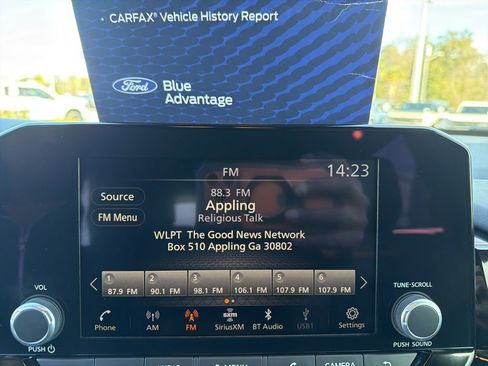 • CARFAX® Vehicle History Report
Ford Blue
Advantage
FM
14:23
Source
88.3 FM
Appling
FM Menu
Religious Talk
WLPT The Good News Network
Box 510 Appling Ga 30802
1 2 3 4 5 6
87.9 FM 90.1 FM 98.1 FM 106.1 FM 107.9 FM 107.9 FM
VOL
TUNE·SCROLL
Phone AM FM SiriusXM BT Audio USB1 Settings
sxm
PUSH
PUSH SOUND
MENU
CAMERA